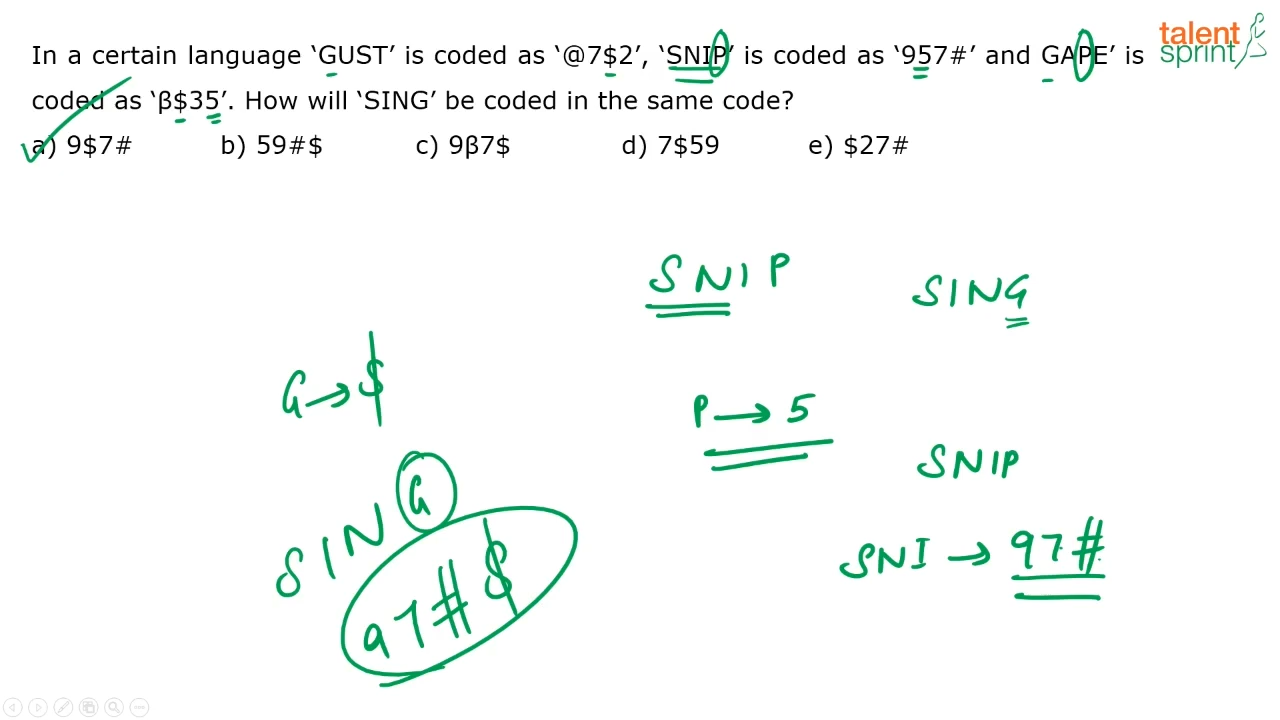 talent
sprint
In a certain language ‘GUST’ is coded as ‘@7$2’, ‘SNIP’ is coded as ‘957#’ and GAPE’ is
coded as ‘β$35’. How will ‘SING’ be coded in the same code?
a) 9$7# b) 59#$ c) 9β7$ d) 7$59 e) $27#
SNIP
SING
G→$
P→5
SNIP
SING
SNI → 97#
97#$